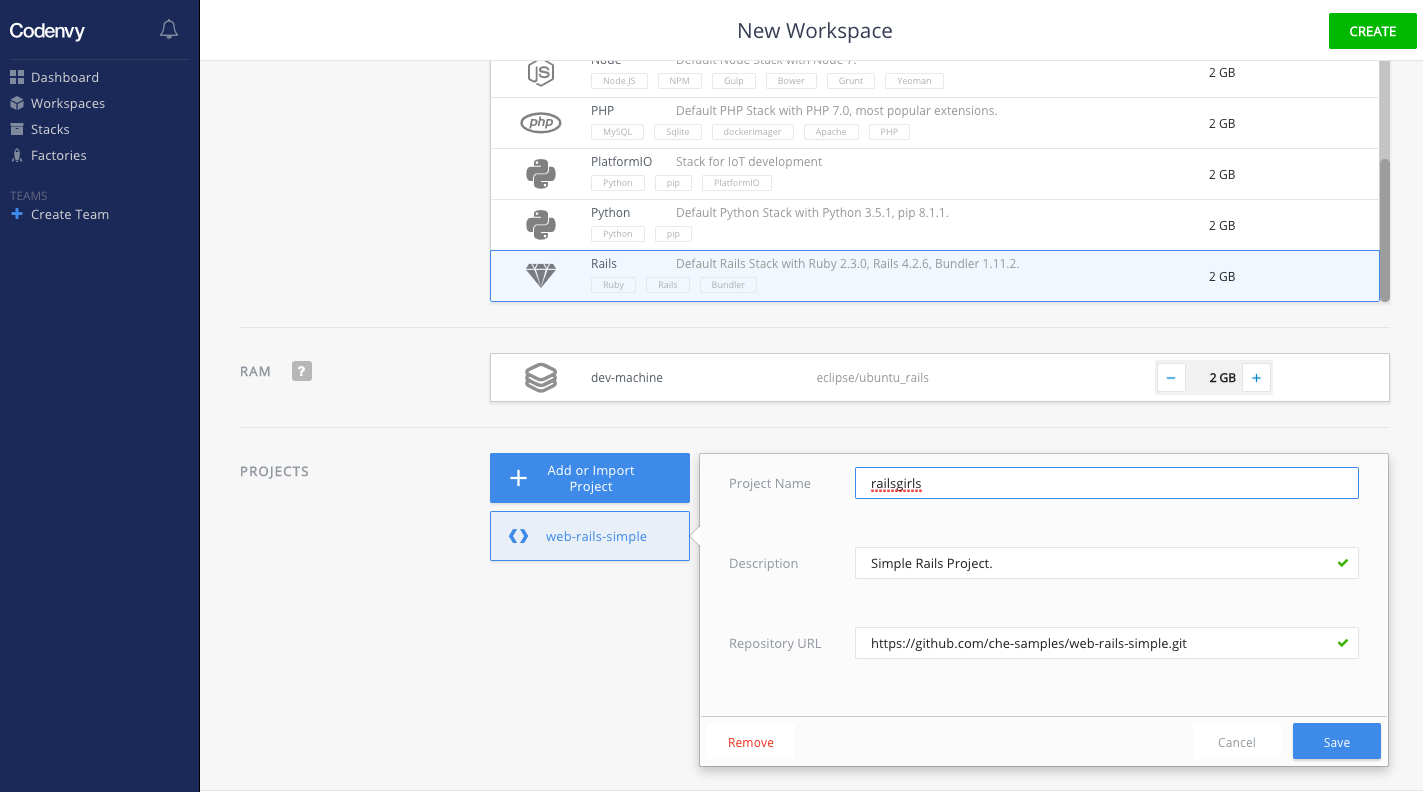 Codenvy
New Workspace
CREATE
Dashboard
Workspaces
Stacks
Factories
TEAMS
Create Team
Node Default Node Stack with Node 7.
JS
Node.JS NPM Gulp Bower Grunt Yeoman
2 GB
php
PHP Default PHP Stack with PHP 7.0, most popular extensions.
MySQL Sqlite dockerimager Apache PHP
2 GB
PlatformIO Stack for IoT development
Python pip PlatformIO
2 GB
Python Default Python Stack with Python 3.5.1, pip 8.1.1.
Python pip
2 GB
Rails Default Rails Stack with Ruby 2.3.0, Rails 4.2.6, Bundler 1.11.2.
Ruby Rails Bundler
2 GB
RAM ?
dev-machine eclipse/ubuntu_rails − 2 GB +
PROJECTS
Add or Import
Project
web-rails-simple
Project Name railsgirls
Description Simple Rails Project.
Repository URL https://github.com/che-samples/web-rails-simple.git
Remove Cancel Save